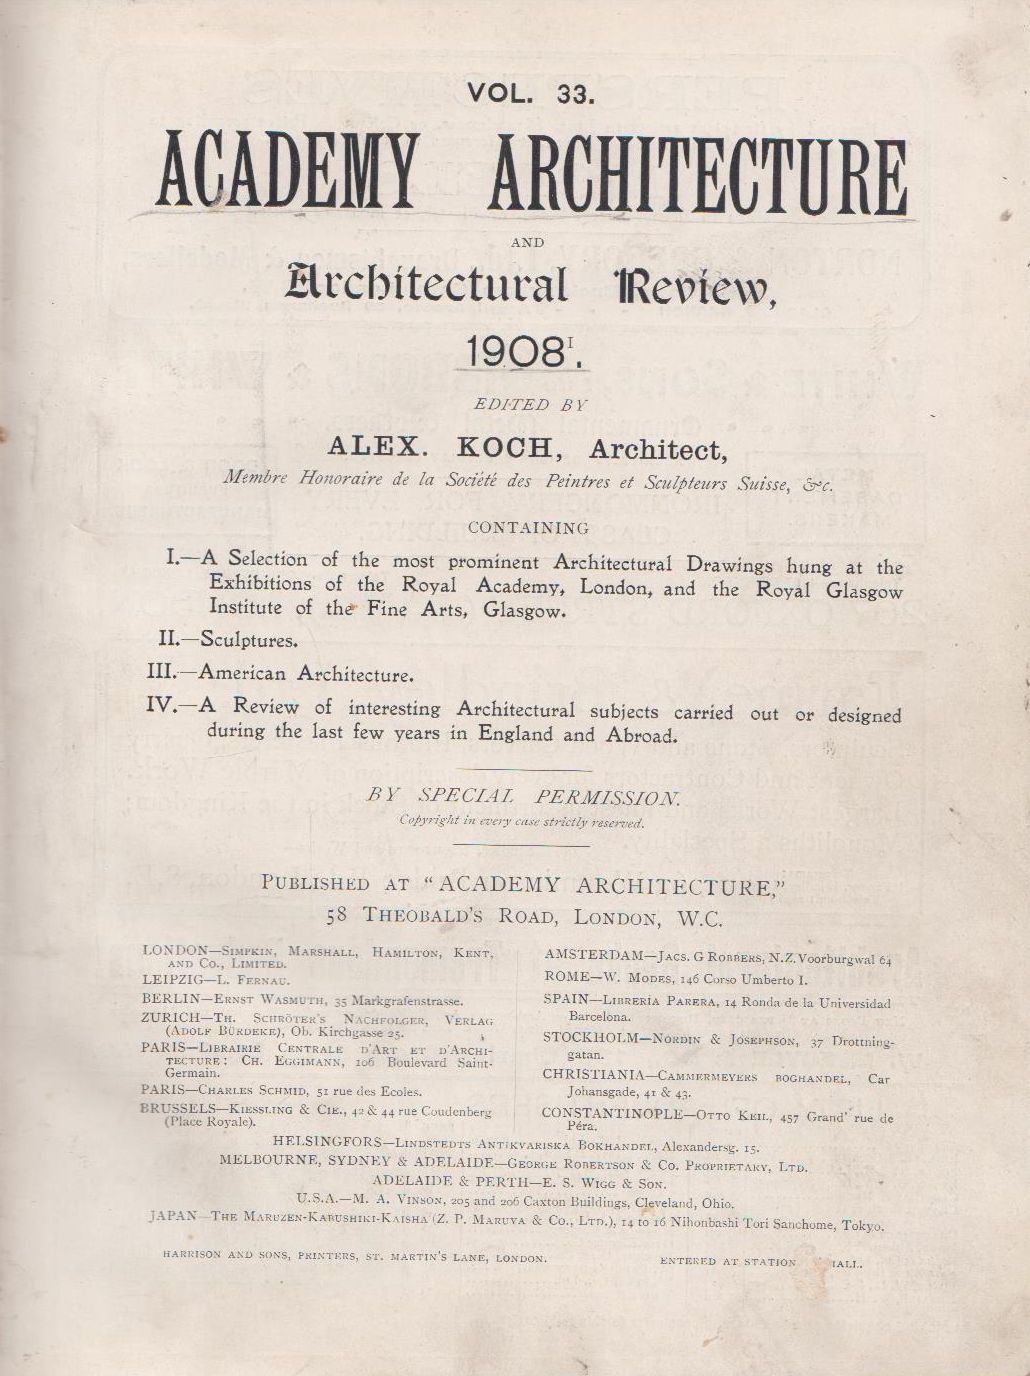 VOL. 33.
ACADEMY ARCHITECTURE
AND
Architectural Review,
1908¹.
EDITED BY
ALEX. KOCH, Architect,
Membre Honoraire de la Société des Peintres et Sculpteurs Suisse, &c.
CONTAINING
I.—A Selection of the most prominent Architectural Drawings hung at the
Exhibitions of the Royal Academy, London, and the Royal Glasgow
Institute of the Fine Arts, Glasgow.
II.—Sculptures.
III.—American Architecture.
IV.—A Review of interesting Architectural subjects carried out or designed
during the last few years in England and Abroad.
BY SPECIAL PERMISSION.
Copyright in every case strictly reserved.
PUBLISHED AT "ACADEMY ARCHITECTURE,"
58 THEOBALD'S ROAD, LONDON, W.C.
LONDON—SIMPKIN, MARSHALL, HAMILTON, KENT,
AND CO., LIMITED.
LEIPZIG—L. FERNAU.
BERLIN—ERNST WASMUTH, 35 Markgrafenstrasse.
ZURICH—TH. SCHRÖTER'S NACHFOLGER, VERLAG
(ADOLF BÜRDEKE), Ob. Kirchgasse 25.
PARIS—LIBRAIRIE CENTRALE D'ART ET D'ARCHI-
TECTURE: CH. EGGIMANN, 106 Boulevard Saint-
Germain.
PARIS—CHARLES SCHMID, 51 rue des Ecoles.
BRUSSELS—KIESSLING & CIE., 42 & 44 rue Coudenberg
(Place Royale).
AMSTERDAM—JACS. G ROBBERS, N.Z. Voorburgwal 64
ROME—W. MODES, 146 Corso Umberto I.
SPAIN—LIBRERÍA PARERA, 14 Ronda de la Universidad
Barcelona.
STOCKHOLM—NORDIN & JOSEPHSON, 37 Drottning-
gatan.
CHRISTIANIA—CAMMERMEYERS BOGHANDEL, Car
Johansgade, 41 & 43.
CONSTANTINOPLE—OTTO KEIL, 457 Grand' rue de
Péra.
HELSINGFORS—LINDSTEDTS ANTIKVARISKA BOKHANDEL, Alexandersg. 15.
MELBOURNE, SYDNEY & ADELAIDE—GEORGE ROBERTSON & CO. PROPRIETARY, LTD.
ADELAIDE & PERTH—E. S. WIGG & SON.
U.S.A.—M. A. VINSON, 205 and 206 Caxton Buildings, Cleveland, Ohio.
JAPAN—THE MARUZEN-KABUSHIKI-KAISHA (Z. P. MARUYA & CO., LTD.), 14 to 16 Nihonbashi Tori Sanchome, Tokyo.
HARRISON AND SONS, PRINTERS, ST. MARTIN'S LANE, LONDON.
ENTERED AT STATION